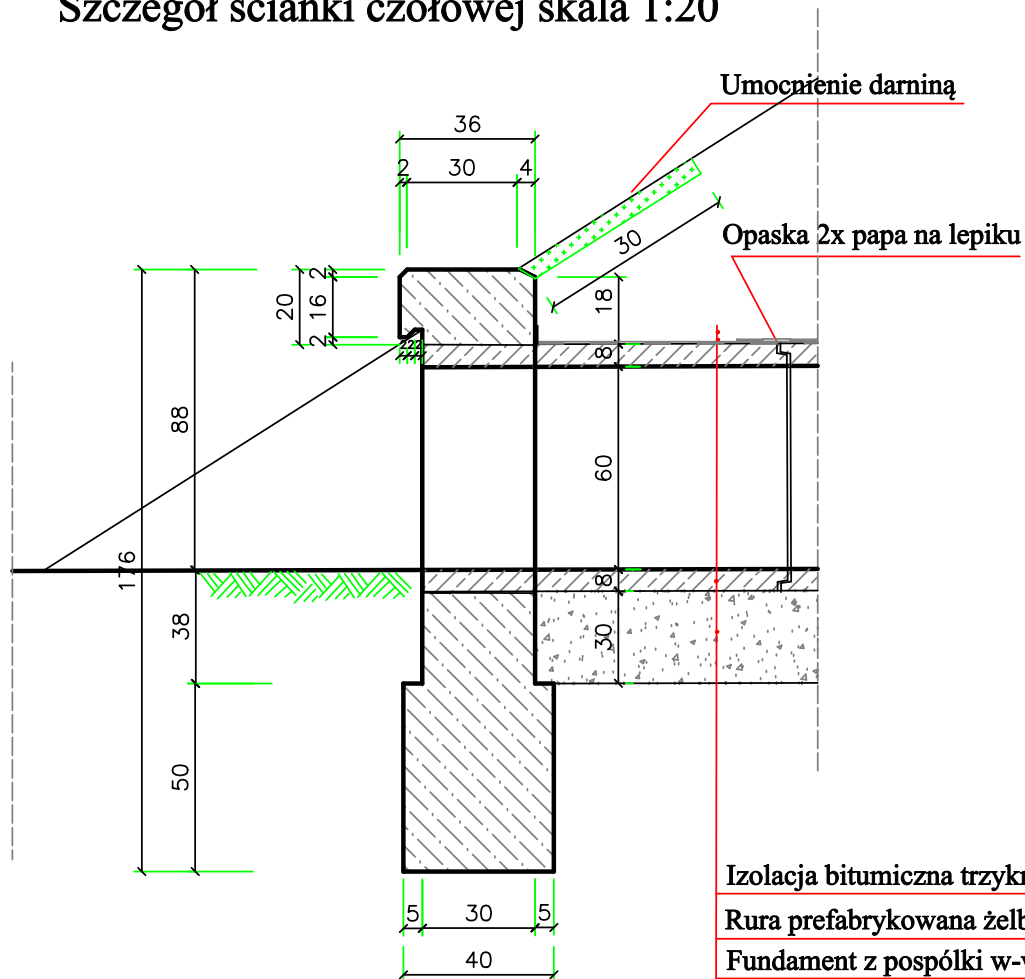 Szczegół ścianki czołowej skala 1:20
Umocnienie darniną
36
2 30 4
30
Opaska 2x papa na lepiku
20 2 16 2
18
222
8
88
60
176
8
38
30
50
Izolacja bitumiczna
Rura prefabrykowana
5 30 5
Fundament z pospólki
40